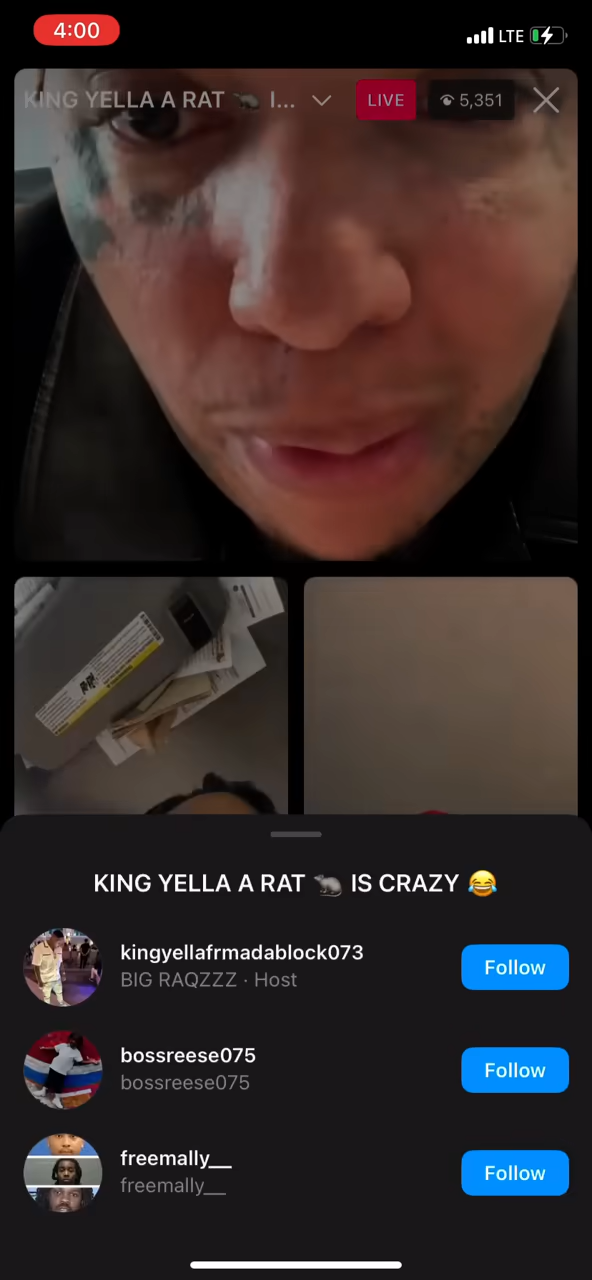 4:00
LTE
KING YELLA A RAT 🐀 I...
LIVE
5,351
KING YELLA A RAT 🐀 IS CRAZY 😂
kingyellafrmadablock073
BIG RAQZZZ · Host
Follow
bossreese075
bossreese075
Follow
freemally__
freemally__
Follow